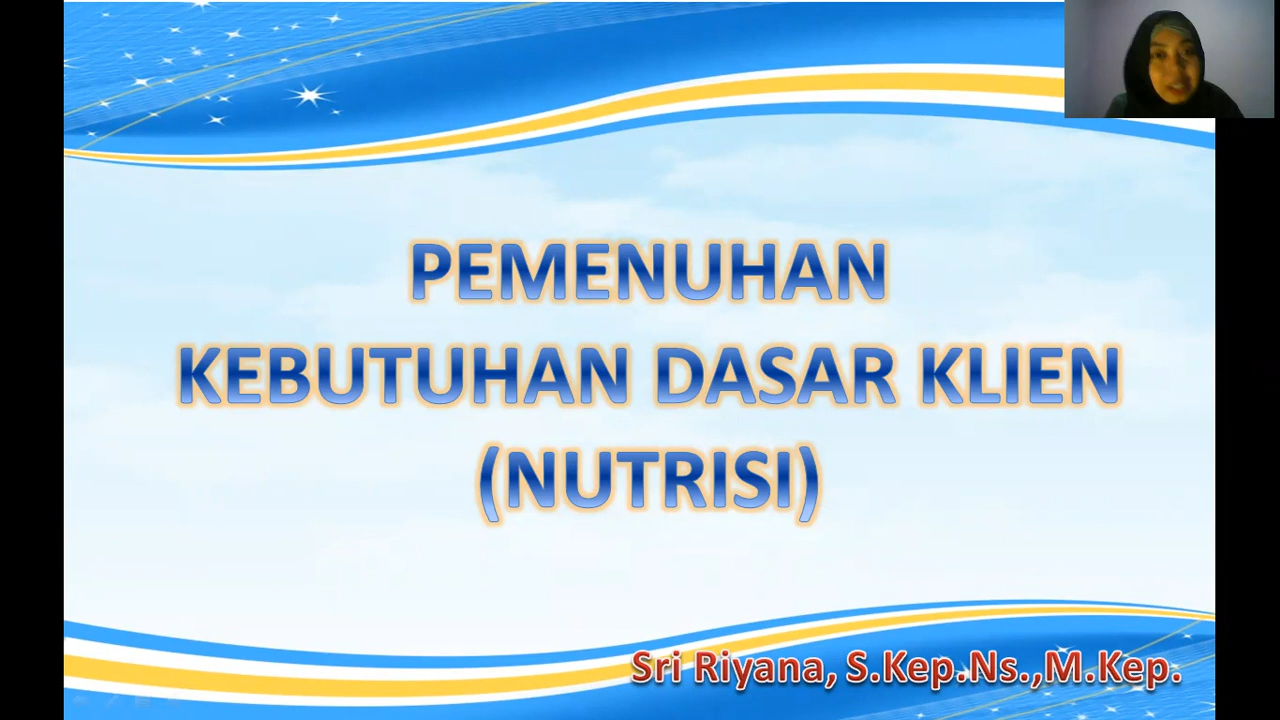 PEMENUHAN
KEBUTUHAN DASAR KLIEN
(NUTRISI)
Sri Riyana, S.Kep.Ns.,M.Kep.